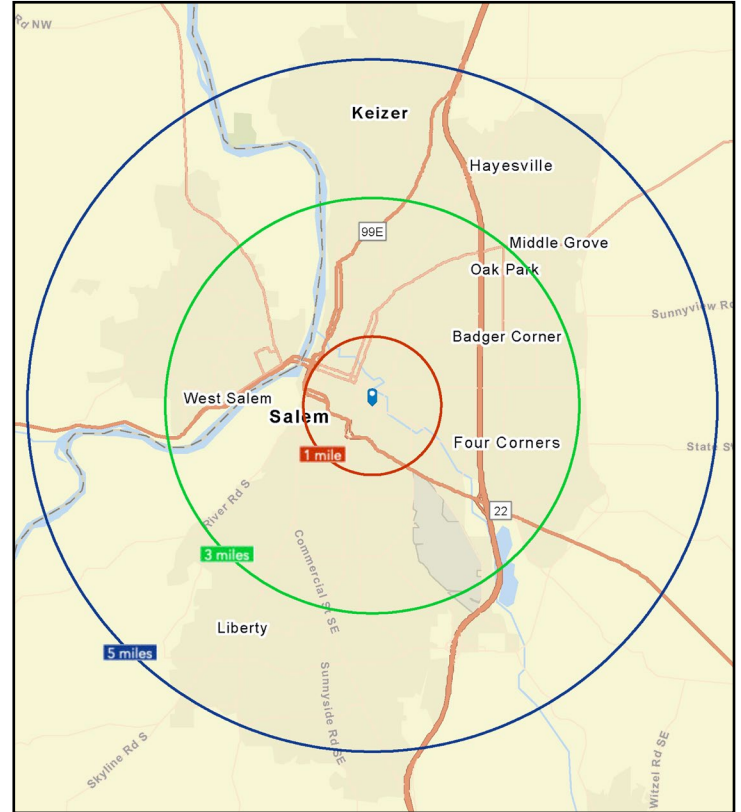 Rd NW
Keizer
Hayesville
99E
Middle Grove
Oak Park
Sunnyview Rd
Badger Corner
West Salem
Salem
Four Corners
State S
1 mile
22
River Rd S
Commercial St SE
3 miles
Liberty
5 miles
Sunnyside Rd SE
Skyline Rd S
Witzel Rd SE